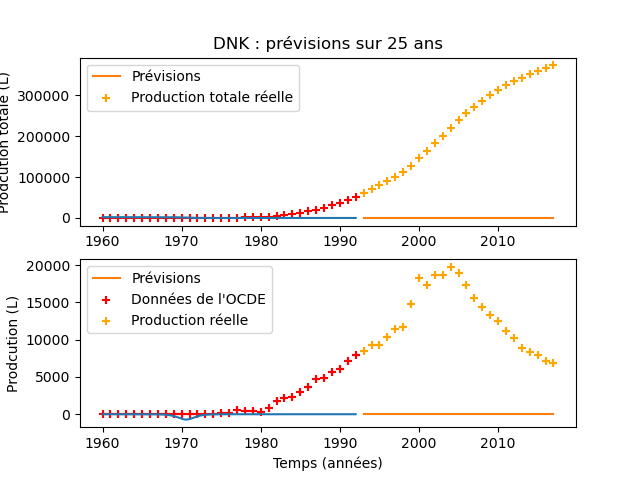 DNK : prévisions sur 25 ans
Prodcution totale (L)
300000
200000
100000
0
Prévisions
Production totale réelle
1960 1970 1980 1990 2000 2010
Prodcution (L)
20000
15000
10000
5000
0
Prévisions
Données de l'OCDE
Production réelle
1960 1970 1980 1990 2000 2010
Temps (années)